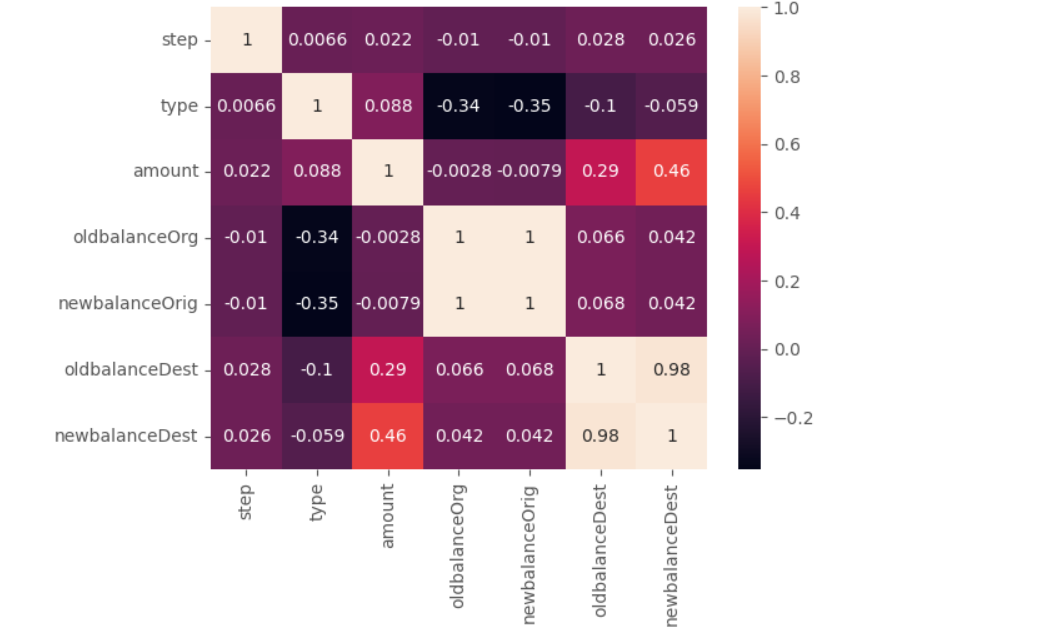 step 1 0.0066 0.022 -0.01 -0.01 0.028 0.026
type 0.0066 1 0.088 -0.34 -0.35 -0.1 -0.059
amount 0.022 0.088 1 -0.0028 -0.0079 0.29 0.46
oldbalanceOrg -0.01 -0.34 -0.0028 1 1 0.066 0.042
newbalanceOrig -0.01 -0.35 -0.0079 1 1 0.068 0.042
oldbalanceDest 0.028 -0.1 0.29 0.066 0.068 1 0.98
newbalanceDest 0.026 -0.059 0.46 0.042 0.042 0.98 1
step
type
amount
oldbalanceOrg
newbalanceOrig
oldbalanceDest
newbalanceDest
1.0
0.8
0.6
0.4
0.2
0.0
−0.2